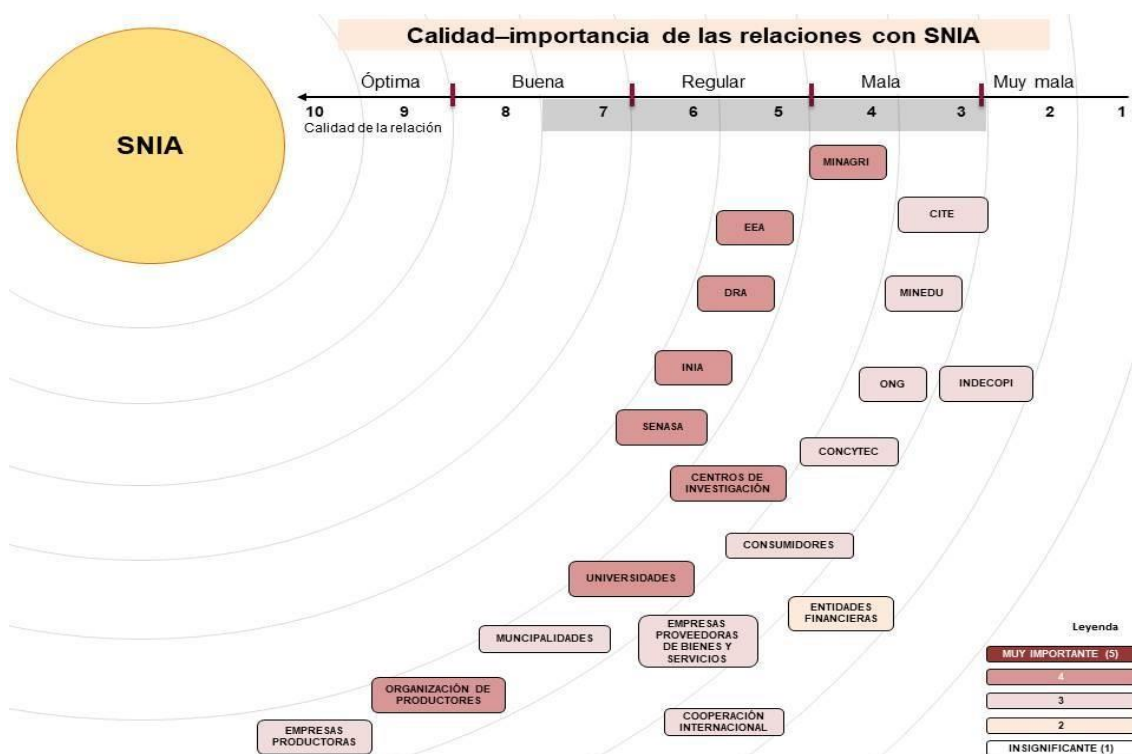 Calidad–importancia de las relaciones con SNIA
Óptima Buena Regular Mala Muy mala
10 9 8 7 6 5 4 3 2 1
Calidad de la relación
SNIA
MINAGRI
CITE
EEA
DRA
MINEDU
INIA
ONG
INDECOPI
SENASA
CONCYTEC
CENTROS DE
INVESTIGACIÓN
CONSUMIDORES
UNIVERSIDADES
ENTIDADES
FINANCIERAS
MUNCIPALIDADES
EMPRESAS
PROVEEDORAS
DE BIENES Y
SERVICIOS
ORGANIZACIÓN DE
PRODUCTORES
EMPRESAS
PRODUCTORAS
COOPERACIÓN
INTERNACIONAL
Leyenda
MUY IMPORTANTE (5)
4
3
2
INSIGNIFICANTE (1)